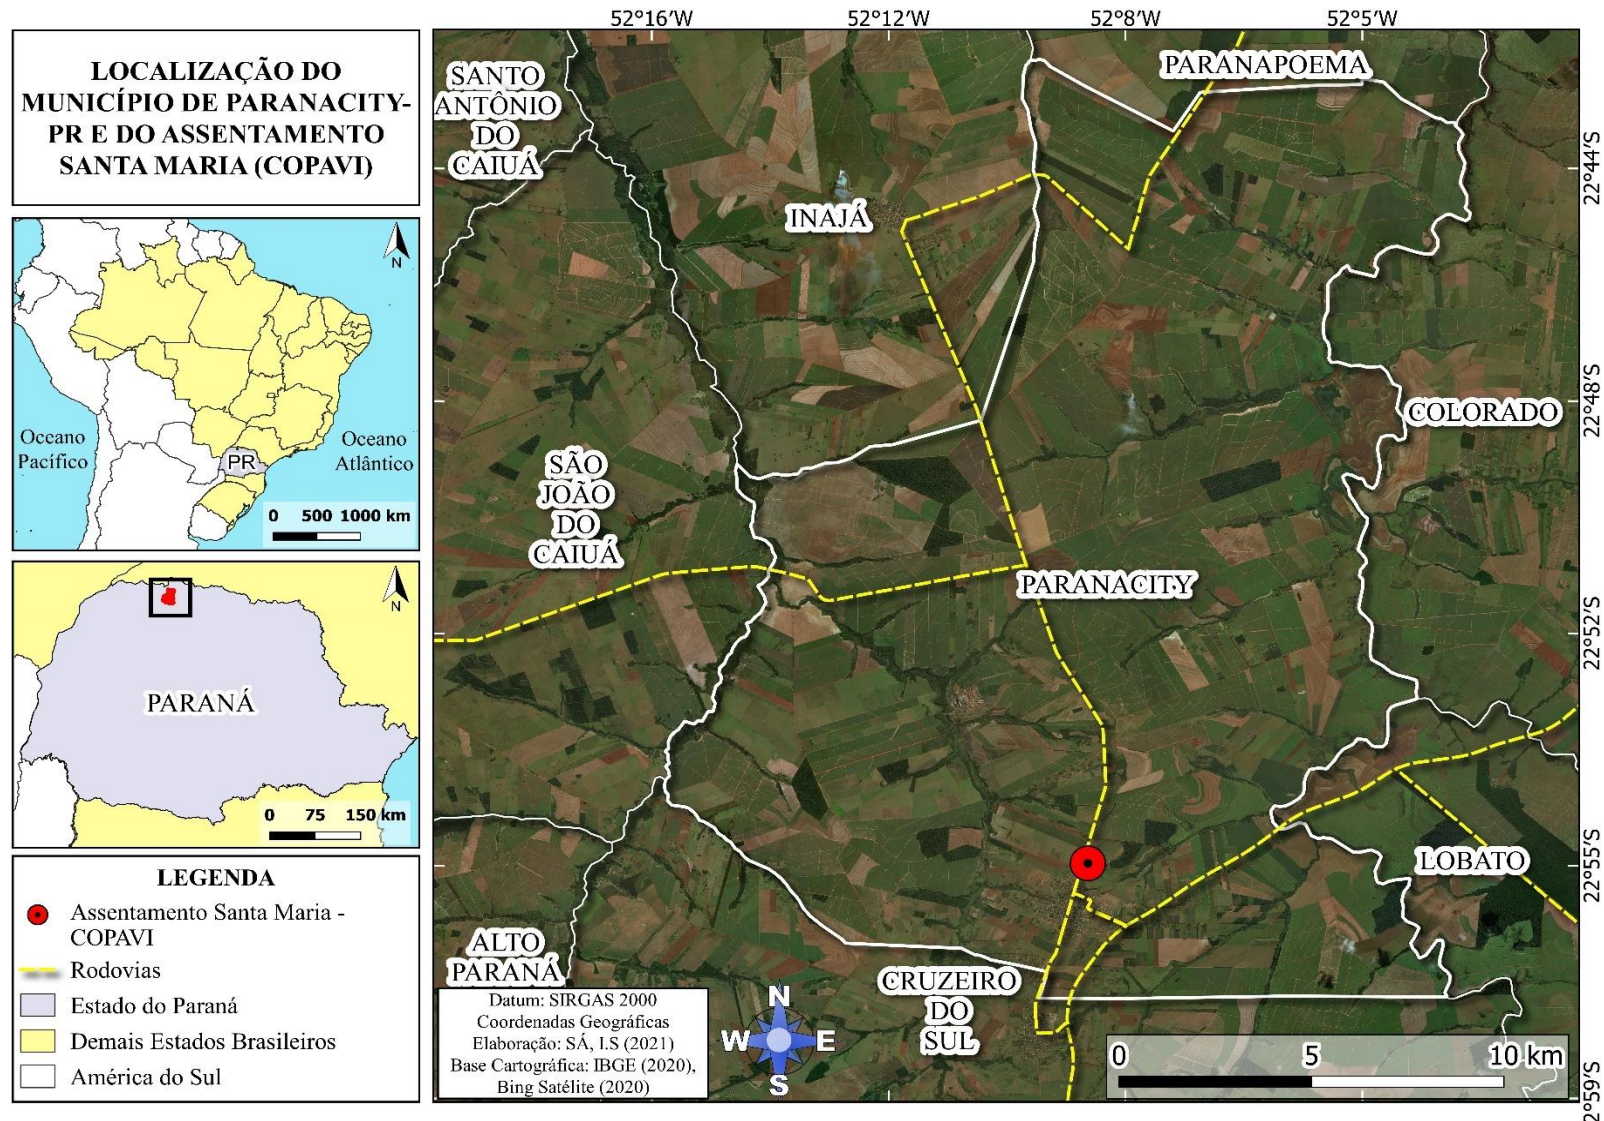 LOCALIZAÇÃO DO
MUNICÍPIO DE PARANACITY-
PR E DO ASSENTAMENTO
SANTA MARIA (COPAVI)
N
Oceano
Pacífico
Oceano
Atlântico
PR
0 500 1000 km
N
PARANÁ
0 75 150 km
LEGENDA
Assentamento Santa Maria -
COPAVI
Rodovias
Estado do Paraná
Demais Estados Brasileiros
América do Sul
52°16'W 52°12'W 52°8'W 52°5'W
SANTO
ANTÔNIO
DO
CAIUÁ
PARANAPOEMA
INAJÁ
COLORADO
SÃO
JOÃO
DO
CAIUÁ
PARANACITY
LOBATO
ALTO
PARANÁ
CRUZEIRO
DO
SUL
22°44'S
22°48'S
22°52'S
22°55'S
22°59'S
Datum: SIRGAS 2000
Coordenadas Geográficas
Elaboração: SÁ, I.S (2021)
Base Cartográfica: IBGE (2020),
Bing Satélite (2020)
N
W E
S
0 5 10 km